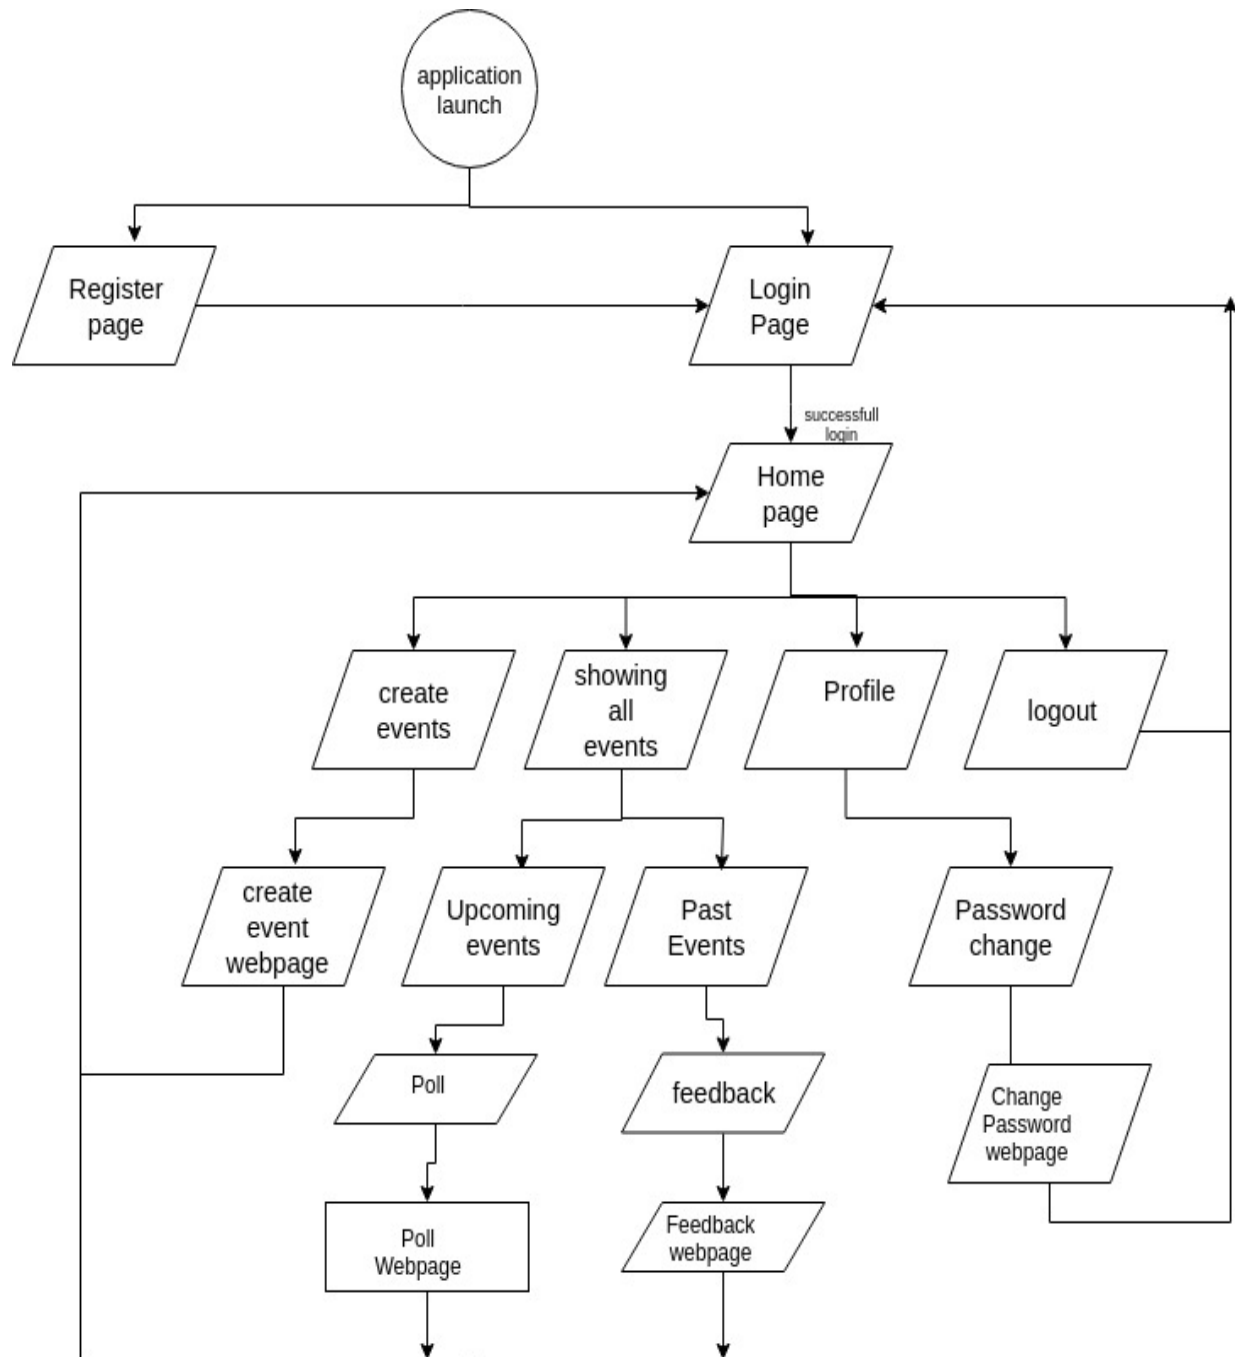 application
launch
Register
page
Login
Page
successfull
login
Home
page
create
events
showing
all
events
Profile
logout
create
event
webpage
Upcoming
events
Past
Events
Password
change
Poll
feedback
Change
Password
webpage
Poll
Webpage
Feedback
webpage